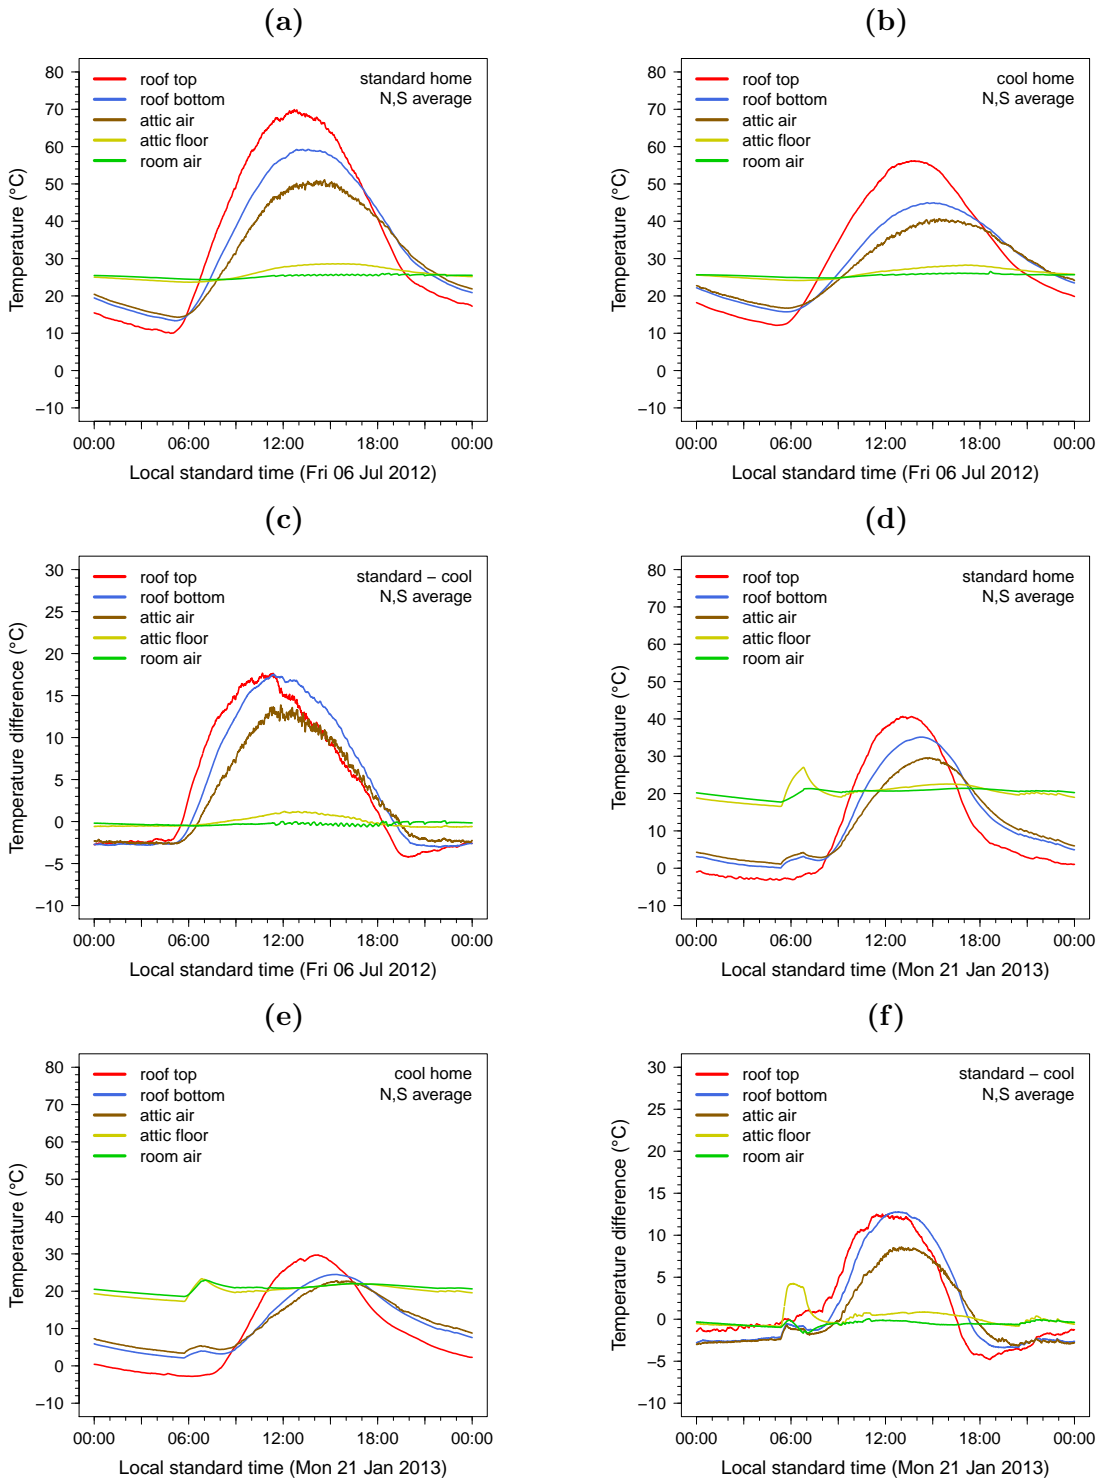 (a)
80
70
60
50
40
30
20
10
0
−10
Temperature (°C)
roof top
roof bottom
attic air
attic floor
room air
standard home
N,S average
00:00 06:00 12:00 18:00 00:00
Local standard time (Fri 06 Jul 2012)
(b)
80
70
60
50
40
30
20
10
0
−10
Temperature (°C)
roof top
roof bottom
attic air
attic floor
room air
cool home
N,S average
00:00 06:00 12:00 18:00 00:00
Local standard time (Fri 06 Jul 2012)
(c)
30
25
20
15
10
5
0
−5
−10
Temperature difference (°C)
roof top
roof bottom
attic air
attic floor
room air
standard − cool
N,S average
00:00 06:00 12:00 18:00 00:00
Local standard time (Fri 06 Jul 2012)
(d)
80
70
60
50
40
30
20
10
0
−10
Temperature (°C)
roof top
roof bottom
attic air
attic floor
room air
standard home
N,S average
00:00 06:00 12:00 18:00 00:00
Local standard time (Mon 21 Jan 2013)
(e)
80
70
60
50
40
30
20
10
0
−10
Temperature (°C)
roof top
roof bottom
attic air
attic floor
room air
cool home
N,S average
00:00 06:00 12:00 18:00 00:00
Local standard time (Mon 21 Jan 2013)
(f)
30
25
20
15
10
5
0
−5
−10
Temperature difference (°C)
roof top
roof bottom
attic air
attic floor
room air
standard − cool
N,S average
00:00 06:00 12:00 18:00 00:00
Local standard time (Mon 21 Jan 2013)